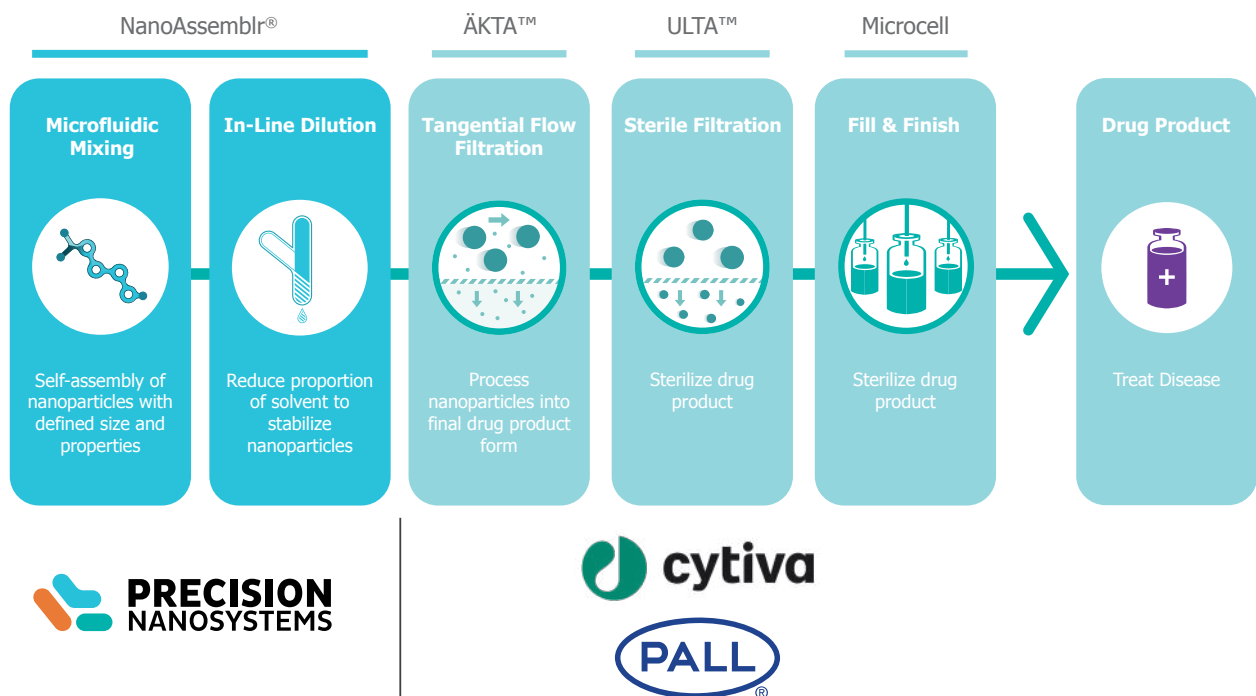 NanoAssemblr®
ÄKTA™
ULTA™
Microcell
Microfluidic
Mixing
Self-assembly of
nanoparticles with
defined size and
properties
In-Line Dilution
Reduce proportion
of solvent to
stabilize
nanoparticles
Tangential Flow
Filtration
Process
nanoparticles into
final drug product
form
Sterile Filtration
Sterilize drug
product
Fill & Finish
Sterilize drug
product
Drug Product
+
Treat Disease
PRECISION
NANOSYSTEMS
cytiva
PALL
®